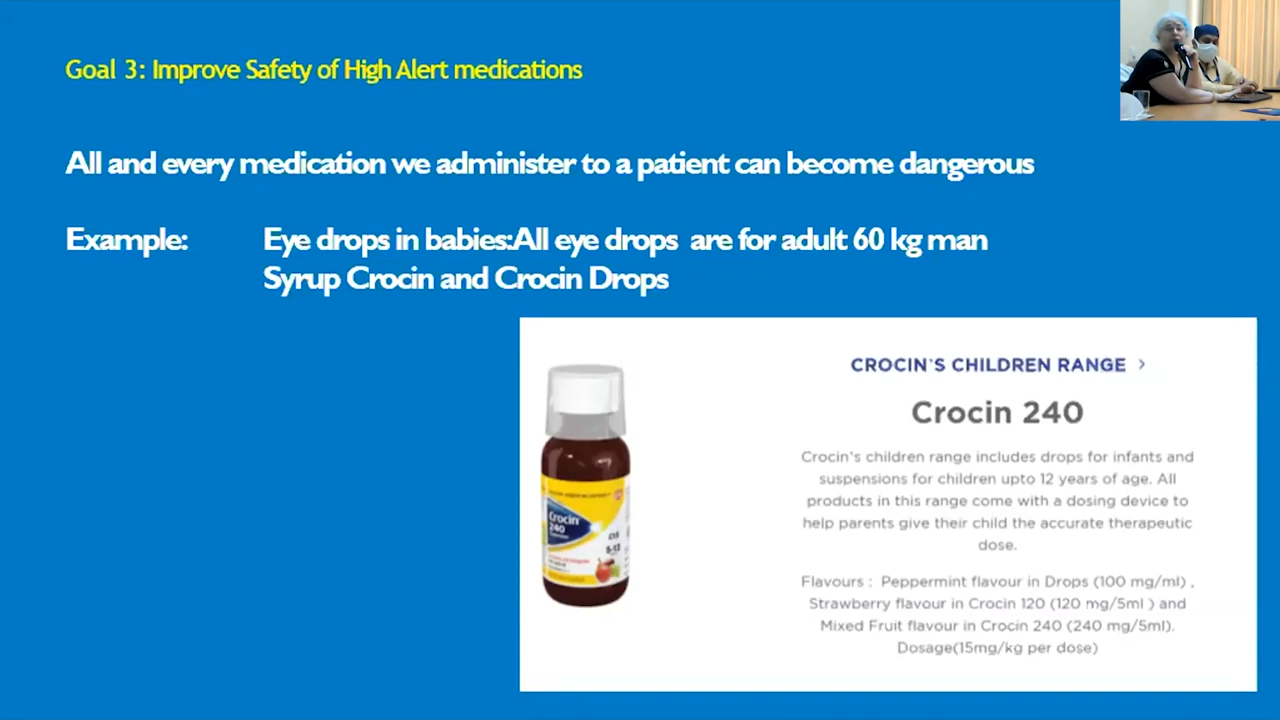 Goal 3: Improve Safety of High Alert medications
All and every medication we administer to a patient can become dangerous
Example: Eye drops in babies:All eye drops are for adult 60 kg man
Syrup Crocin and Crocin Drops
CROCIN'S CHILDREN RANGE >
Crocin 240
Crocin's children range includes drops for infants and
suspensions for children upto 12 years of age. All
products in this range come with a dosing device to
help parents give their child the accurate therapeutic
dose.
Flavours : Peppermint flavour in Drops (100 mg/ml) ,
Strawberry flavour in Crocin 120 (120 mg/5ml ) and
Mixed Fruit flavour in Crocin 240 (240 mg/5ml).
Dosage(15mg/kg per dose)
Crocin
240